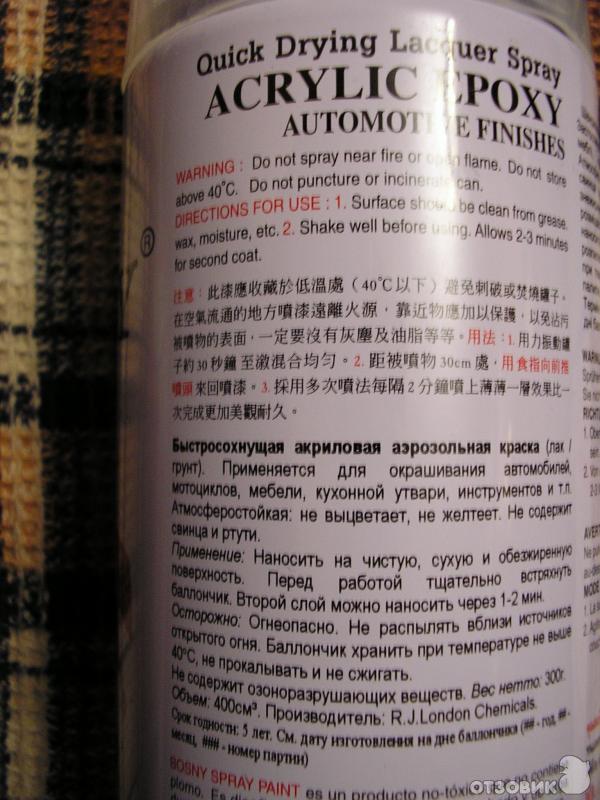 Quick Drying Lacquer Spray
ACRYLIC EPOXY
AUTOMOTIVE FINISHES
WARNING : Do not spray near fire or open flame. Do not store
above 40°C. Do not puncture or incinerate can.
DIRECTIONS FOR USE : 1. Surface should be clean from grease,
wax, moisture, etc. 2. Shake well before using. Allows 2-3 minutes
for second coat.
注意：此漆應收藏於低溫處（40℃以下）避免刺破或焚燒罐子。
在空氣流通的地方噴漆遠離火源，靠近物應加以保護，以免沾污
被噴物的表面，一定要沒有灰塵及油脂等等。用法：1. 用力振動罐
子約30秒鐘至漵混合均匀。2. 距被噴物30cm處，用食指向前推
噴頭來回噴漆。3. 採用多次噴法每隔2分鐘噴上薄薄一層效果比一
次完成更加美觀耐久。
Быстросохнущая акриловая аэрозольная краска (лак /
грунт). Применяется для окрашивания автомобилей,
мотоциклов, мебели, кухонной утвари, инструментов и т.п.
Атмосферостойкая: не выцветает, не желтеет. Не содержит
свинца и ртути.
Применение: Наносить на чистую, сухую и обезжиренную
поверхность. Перед работой тщательно встряхнуть
баллончик. Второй слой можно наносить через 1-2 мин.
Осторожно: Огнеопасно. Не распылять вблизи источников
открытого огня. Баллончик хранить при температуре не выше
40°C, не прокалывать и не сжигать.
Не содержит озоноразрушающих веществ. Вес нетто: 300г.
Объем: 400см³. Производитель: R.J.London Chemicals.
Срок годности: 5 лет. См. дату изготовления на дне баллончика (## - год, ## -
месяц, ### - номер партии)
BOSNY SPRAY PAINT es un producto no-tóxico
plomo.
®
отзовик